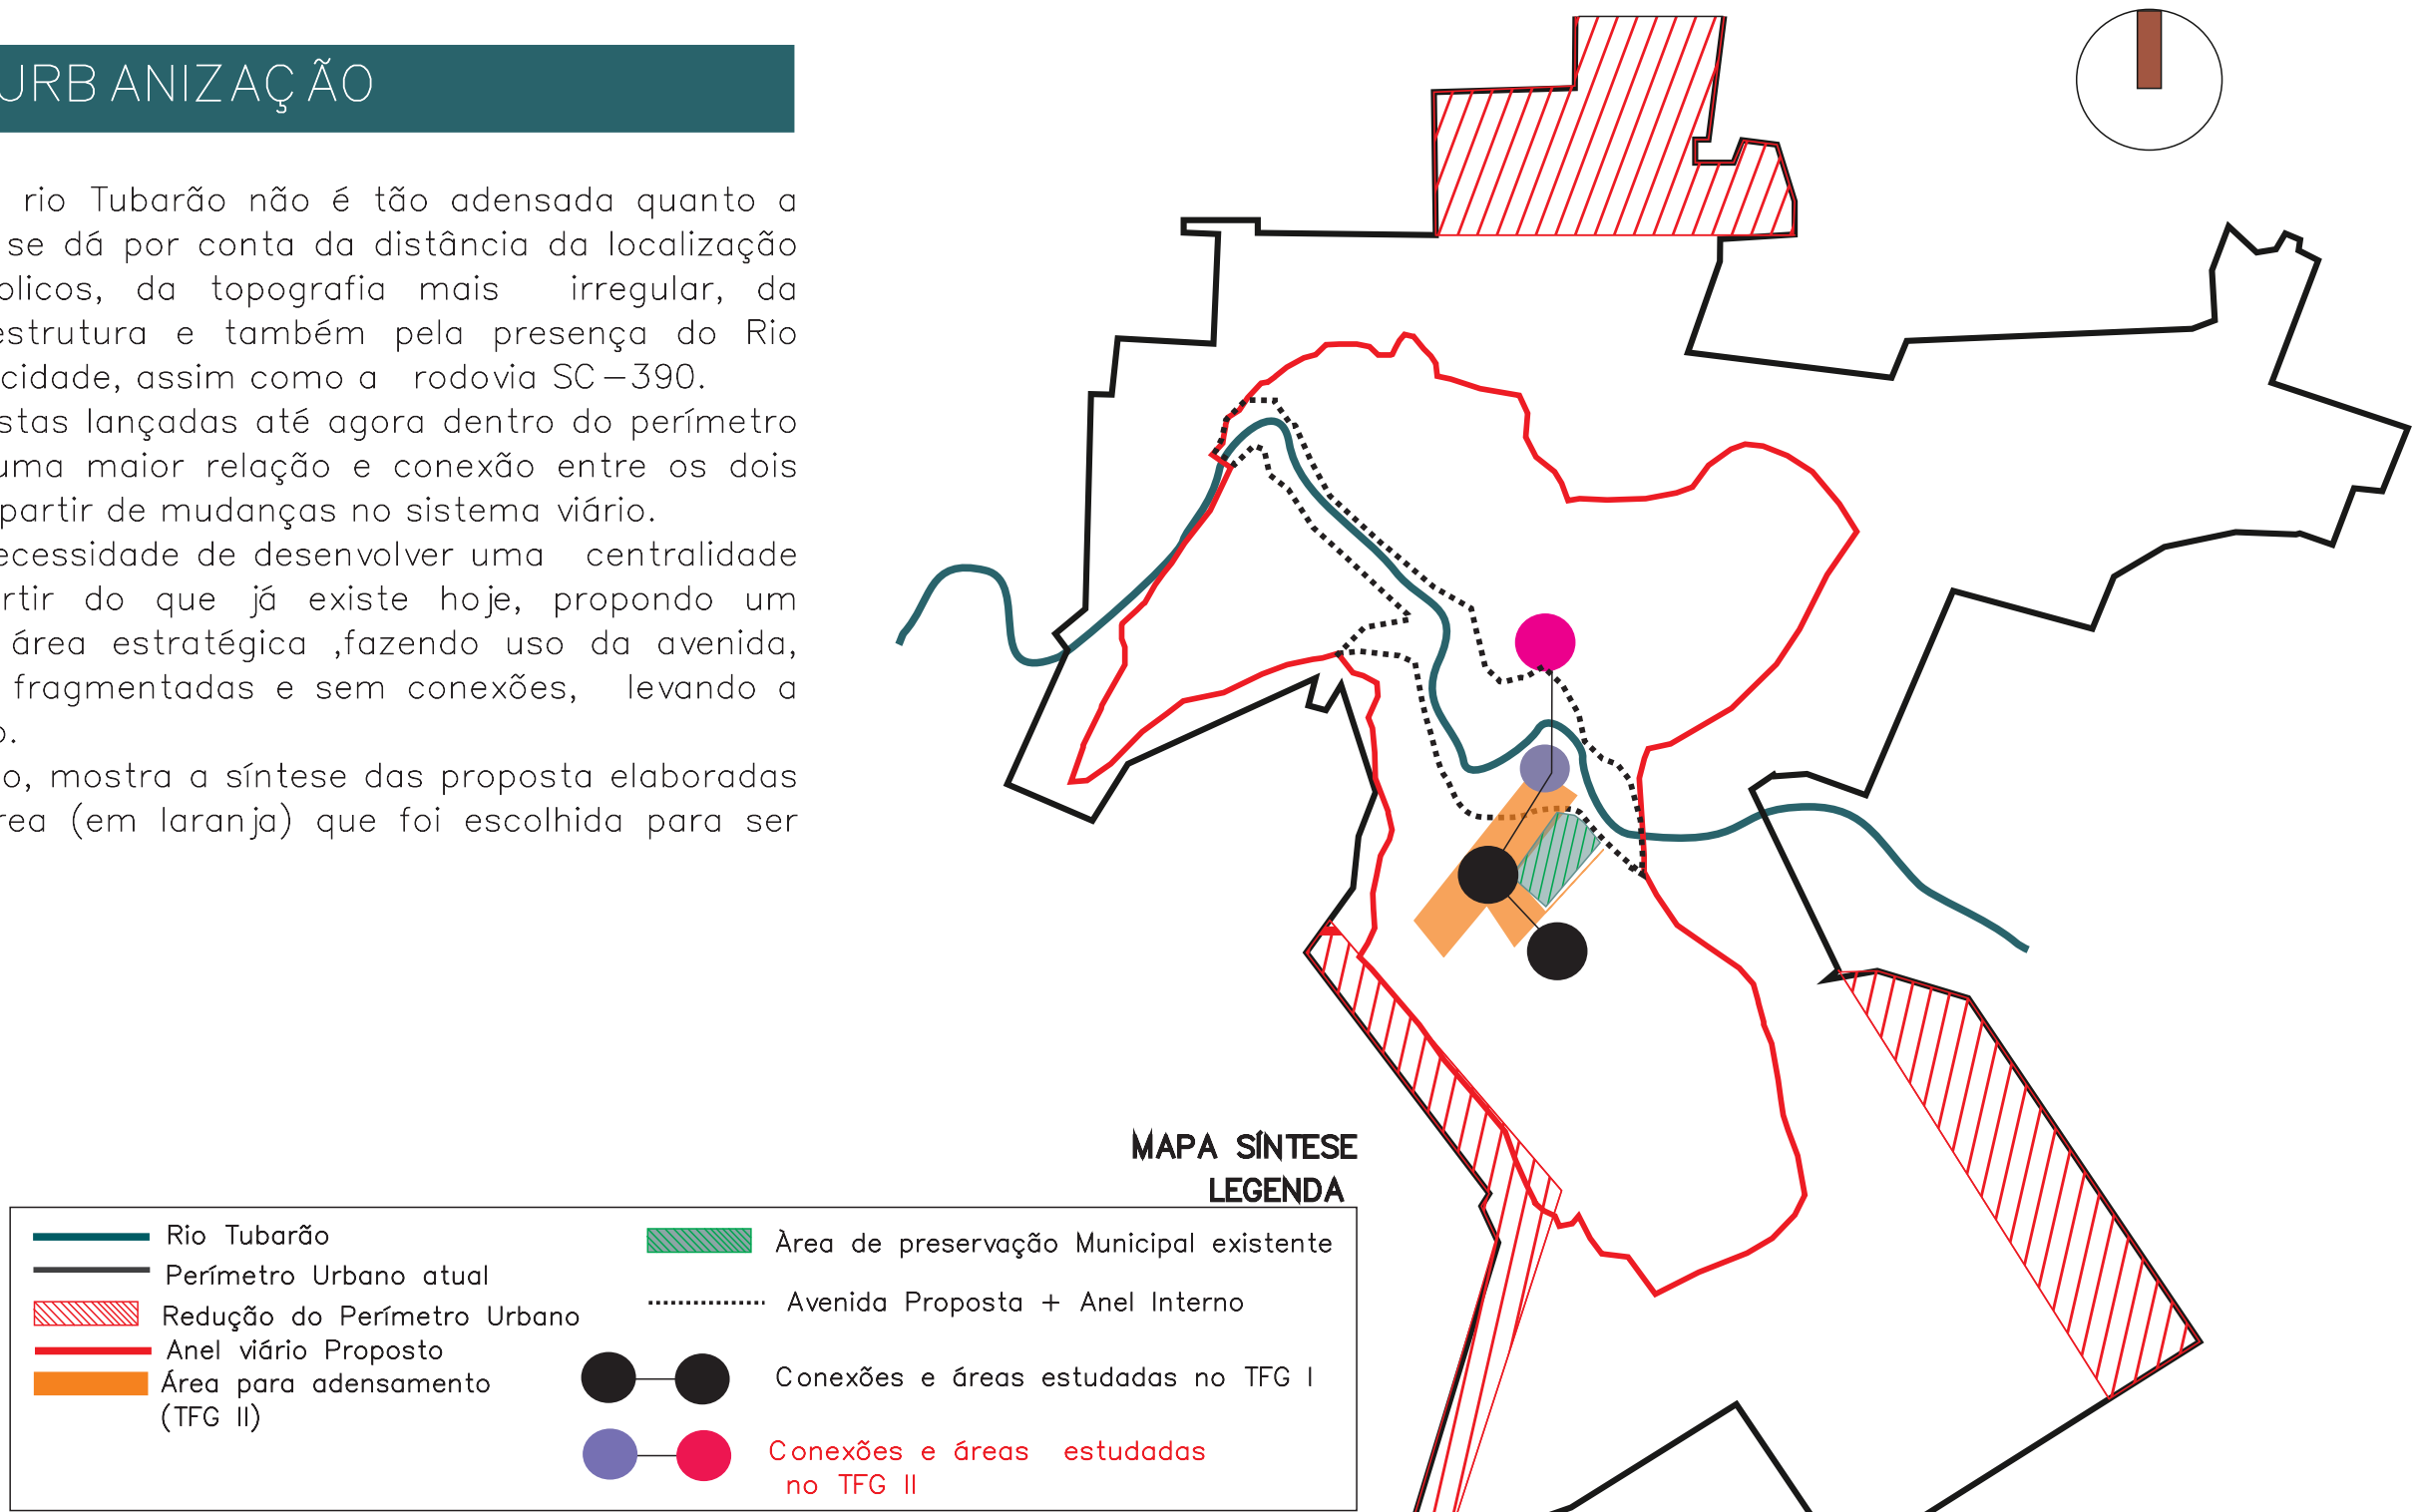 URBANIZAÇÃO
rio Tubarão não é tão adensada quanto a
se dá por conta da distância da localização
blicos, da topografia mais irregular, da
estrutura e também pela presença do Rio
cidade, assim como a rodovia SC-390.
stas lançadas até agora dentro do perímetro
uma maior relação e conexão entre os dois
partir de mudanças no sistema viário.
ecessidade de desenvolver uma centralidade
rtir do que já existe hoje, propondo um
área estratégica ,fazendo uso da avenida,
fragmentadas e sem conexões, levando a
o.
o, mostra a síntese das proposta elaboradas
rea (em laranja) que foi escolhida para ser
MAPA SÍNTESE
LEGENDA
Rio Tubarão
Perímetro Urbano atual
Redução do Perímetro Urbano
Anel viário Proposto
Área para adensamento
(TFG II)
Àrea de preservação Municipal existente
Avenida Proposta + Anel Interno
Conexões e áreas estudadas no TFG I
Conexões e áreas estudadas
no TFG II